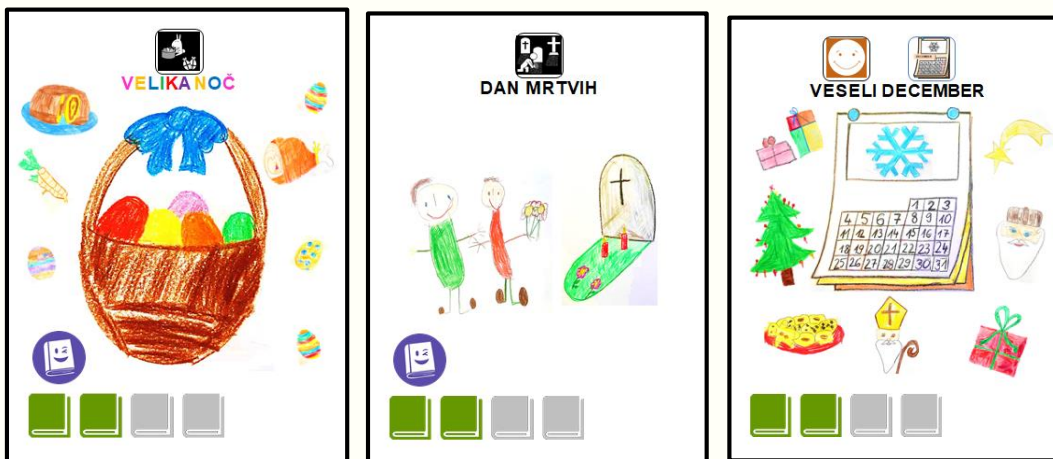 VELIKA NOČ
DAN MRTVIH
VESELI DECEMBER
1 2 3
4 5 6 7 8 9 10
11 12 13 14 15 16 17
18 19 20 21 22 23 24
25 26 27 28 29 30 31